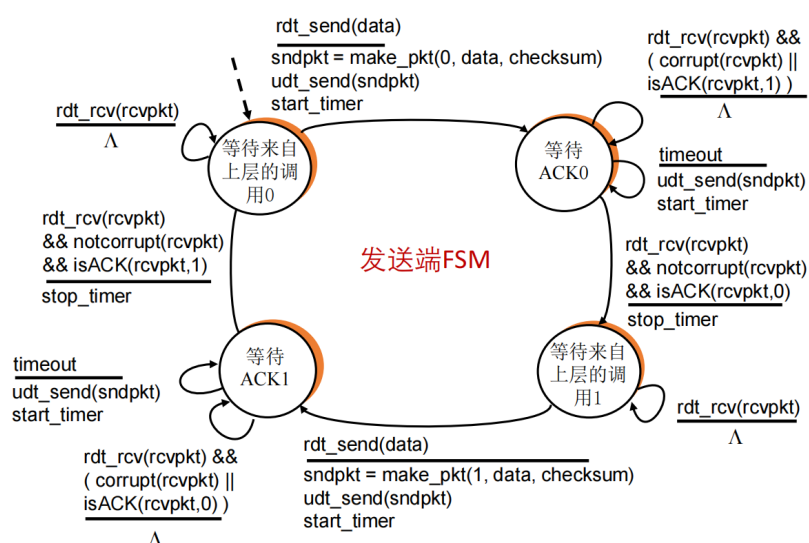 rdt_send(data)
sndpkt = make_pkt(0, data, checksum)
udt_send(sndpkt)
start_timer
rdt_rcv(rcvpkt) &&
( corrupt(rcvpkt) ||
isACK(rcvpkt,1) )
Λ
rdt_rcv(rcvpkt)
Λ
等待来自
上层的调
用0
等待
ACK0
timeout
udt_send(sndpkt)
start_timer
rdt_rcv(rcvpkt)
&& notcorrupt(rcvpkt)
&& isACK(rcvpkt,1)
stop_timer
发送端FSM
rdt_rcv(rcvpkt)
&& notcorrupt(rcvpkt)
&& isACK(rcvpkt,0)
stop_timer
timeout
udt_send(sndpkt)
start_timer
等待
ACK1
等待来自
上层的调
用1
rdt_rcv(rcvpkt)
Λ
rdt_rcv(rcvpkt) &&
( corrupt(rcvpkt) ||
isACK(rcvpkt,0) )
Λ
rdt_send(data)
sndpkt = make_pkt(1, data, checksum)
udt_send(sndpkt)
start_timer